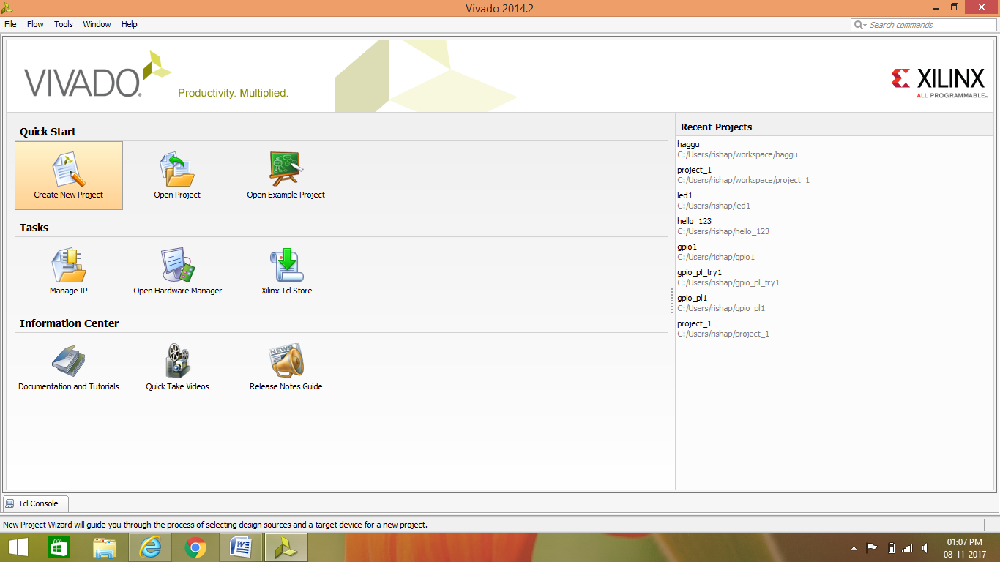 Vivado 2014.2
File Flow Tools Window Help
Search commands
VIVADO.
Productivity. Multiplied.
XILINX
ALL PROGRAMMABLE™
Quick Start
Create New Project
Open Project
Open Example Project
Tasks
Manage IP
Open Hardware Manager
Xilinx Tcl Store
Information Center
Documentation and Tutorials
Quick Take Videos
NEWS
Release Notes Guide
Recent Projects
haggu
C:/Users/rishap/workspace/haggu
project_1
C:/Users/rishap/workspace/project_1
led1
C:/Users/rishap/led1
hello_123
C:/Users/rishap/hello_123
gpio1
C:/Users/rishap/gpio1
gpio_pl_try1
C:/Users/rishap/gpio_pl_try1
gpio_pl1
C:/Users/rishap/gpio_pl1
project_1
C:/Users/rishap/project_1
Tcl Console
New Project Wizard will guide you through the process of selecting design sources and a target device for a new project.
01:07 PM
08-11-2017